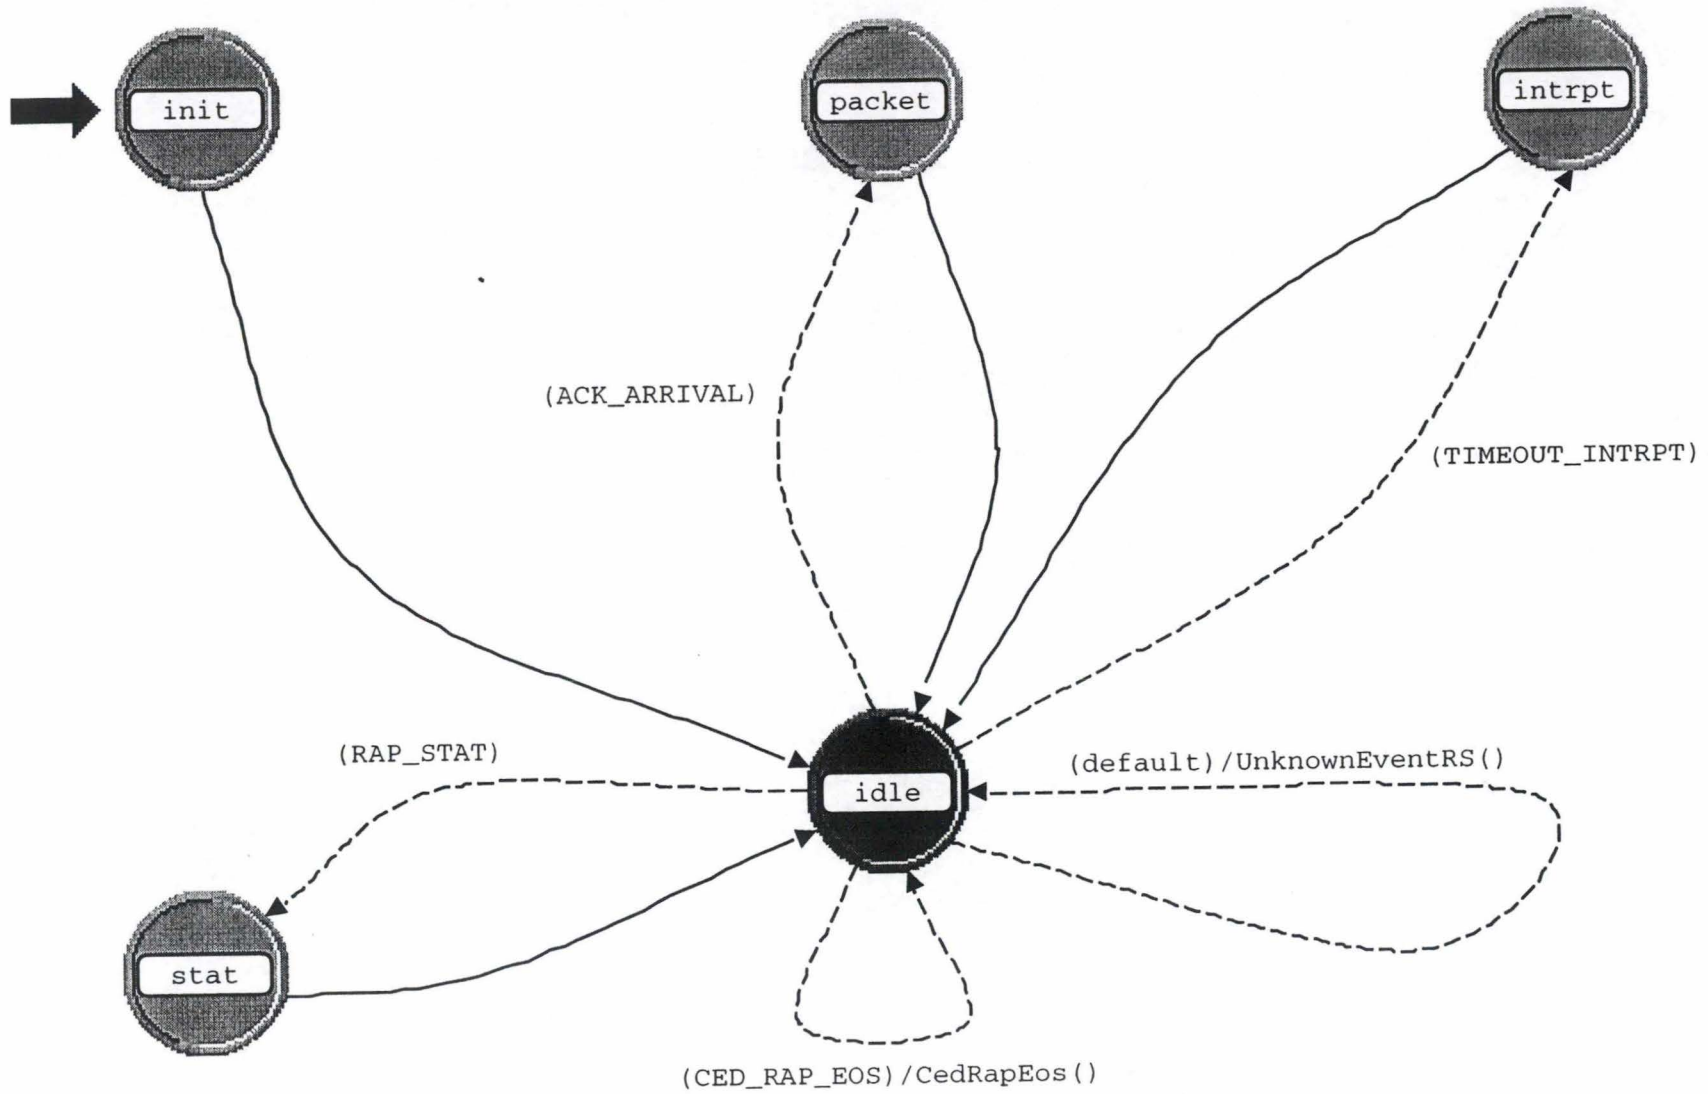 init
packet
intrpt
(ACK_ARRIVAL)
(TIMEOUT_INTRPT)
(RAP_STAT)
(default)/UnknownEventRS()
idle
stat
(CED_RAP_EOS)/CedRapEos()